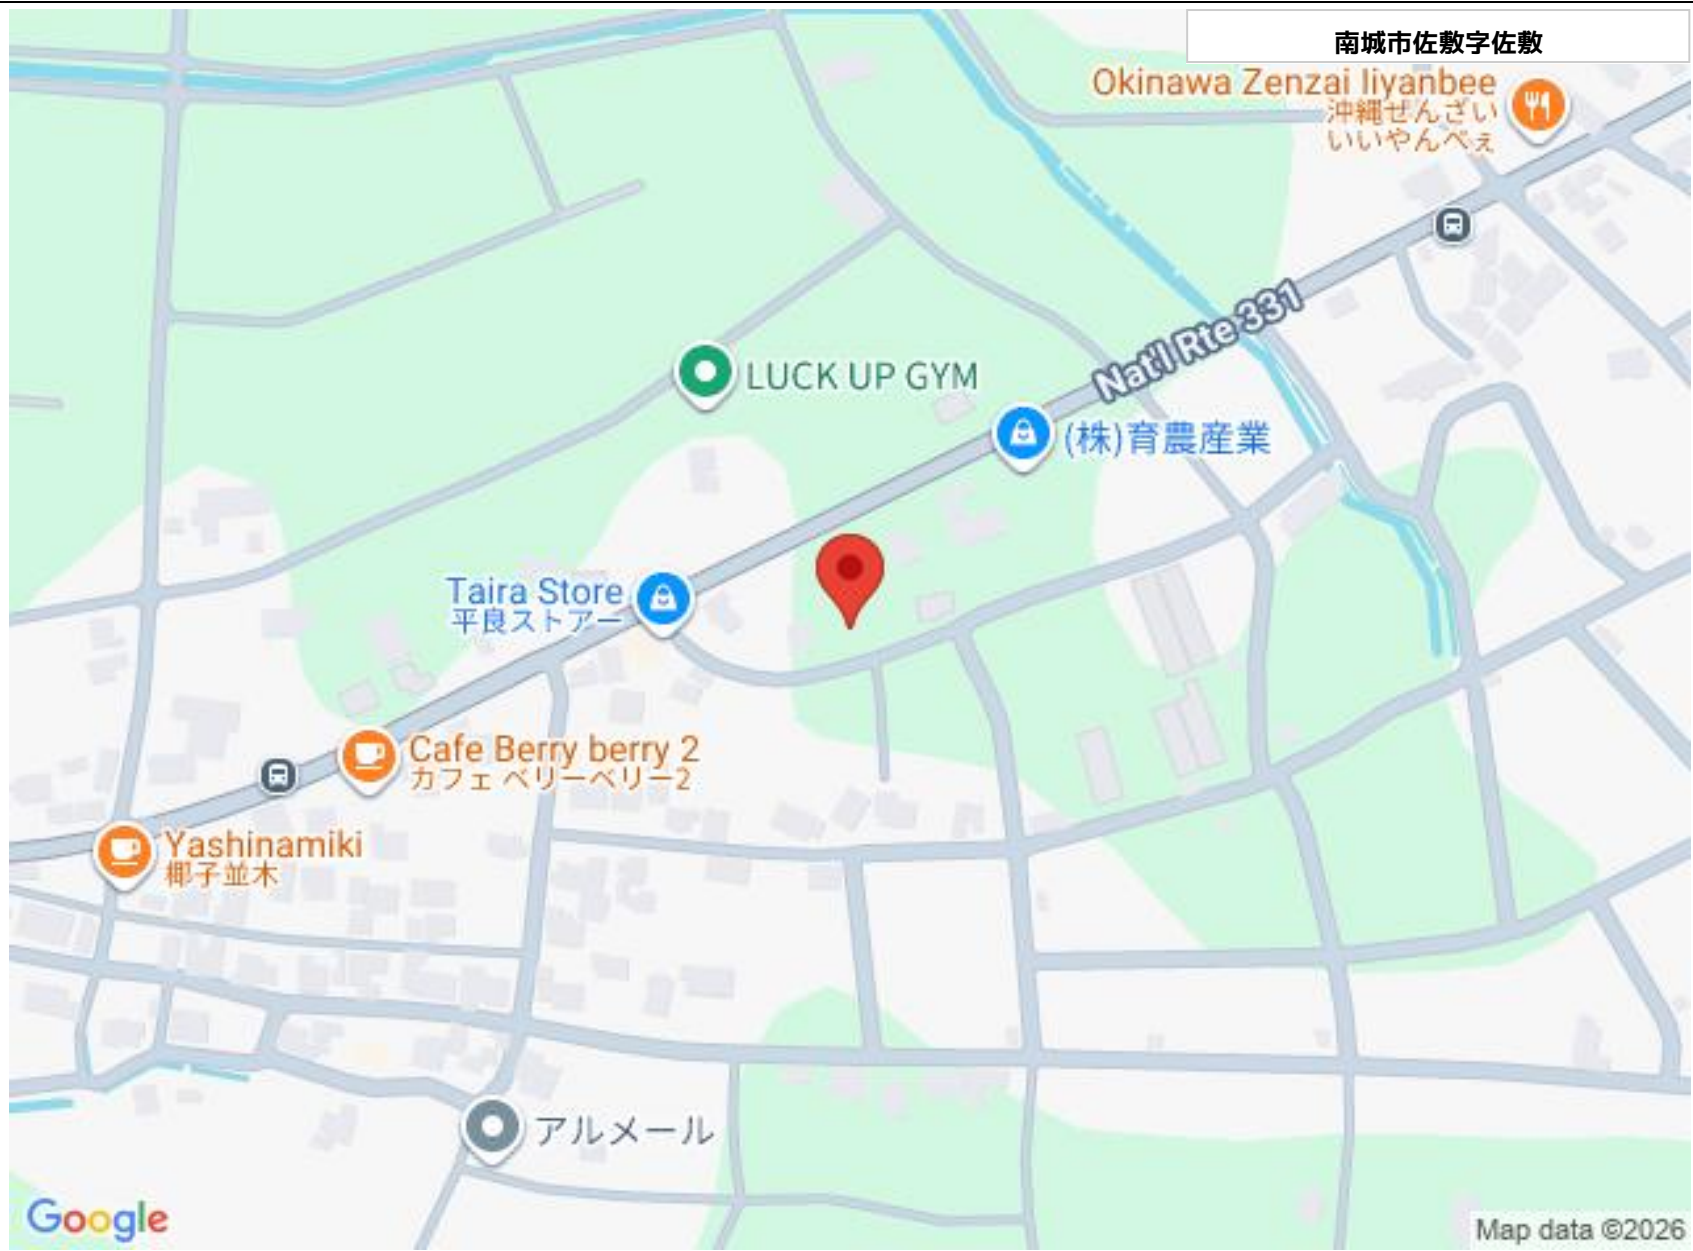 南城市佐敷字佐敷
Okinawa Zenzai Iiyanbee
沖縄ぜんざい
いいやんべぇ
Nat'l Rte 331
LUCK UP GYM
(株)育農産業
Taira Store
平良ストアー
Cafe Berry berry 2
カフェ ベリーベリー2
Yashinamiki
椰子並木
アルメール
Google
Map data ©2026